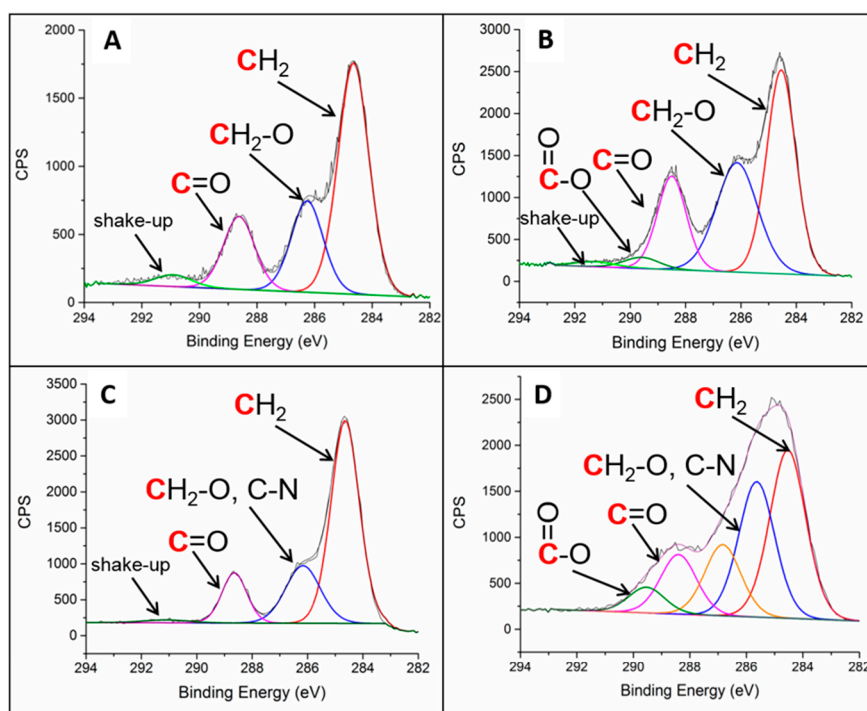 A
CH2
CH2-O
C=O
shake-up
CPS
2000
1500
1000
500
0
294 292 290 288 286 284 282
Binding Energy (eV)
B
CH2
CH2-O
O
C=O
C-O
shake-up
CPS
3000
2500
2000
1500
1000
500
0
294 292 290 288 286 284 282
Binding Energy (eV)
C
CH2
CH2-O, C-N
C=O
shake-up
CPS
3500
3000
2500
2000
1500
1000
500
0
294 292 290 288 286 284 282
Binding Energy (eV)
D
CH2
CH2-O, C-N
C=O
O
C-O
CPS
2500
2000
1500
1000
500
0
294 292 290 288 286 284 282
Binding Energy (eV)